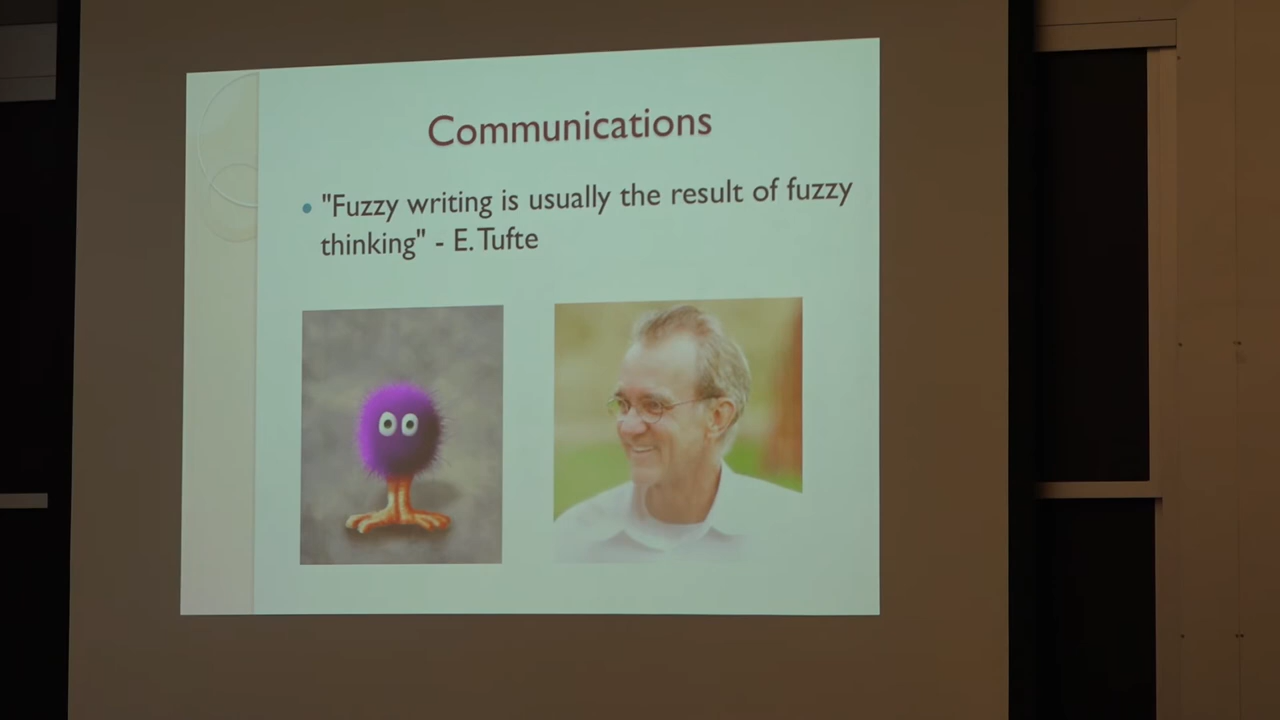 Communications
"Fuzzy writing is usually the result of fuzzy
thinking" - E. Tufte